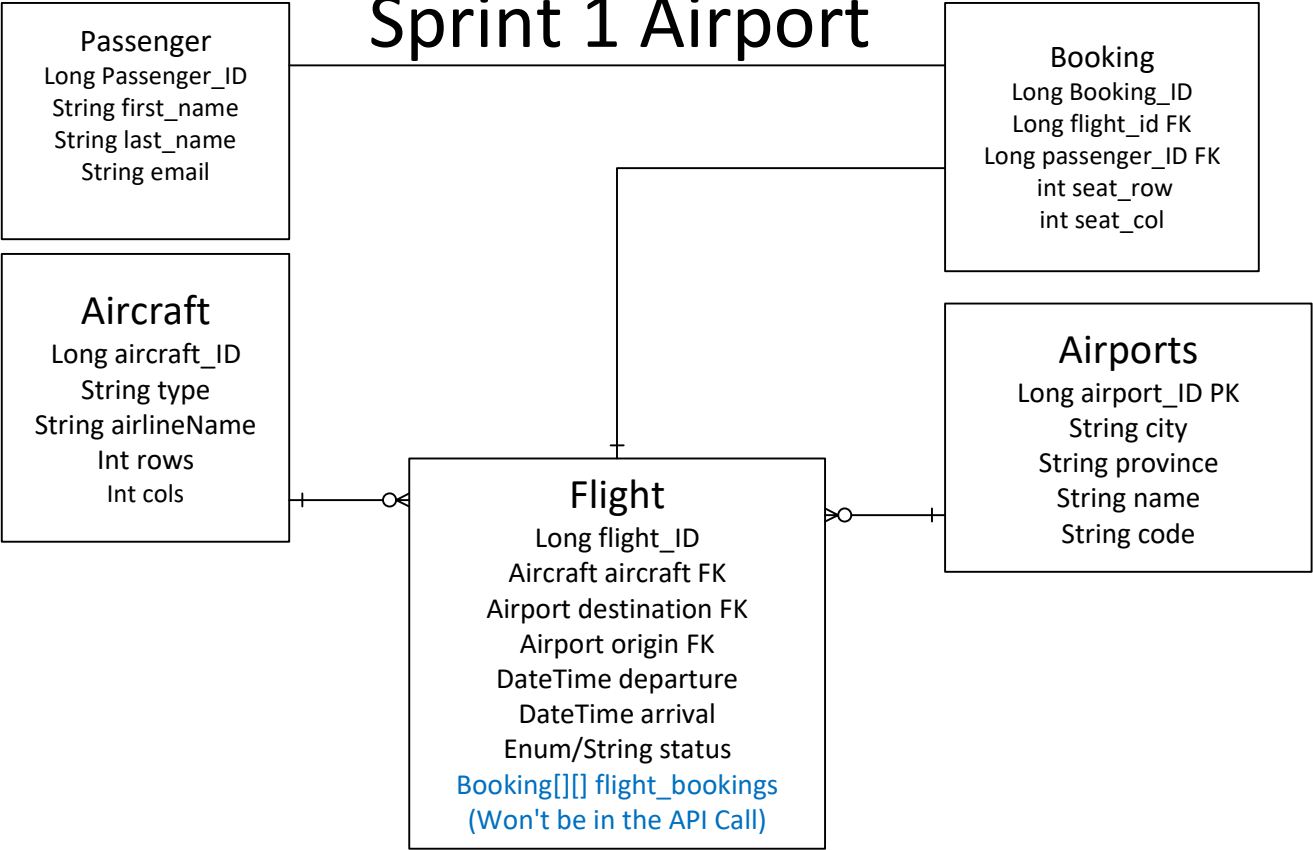 Sprint 1 Airport
Passenger
Long Passenger_ID
String first_name
String last_name
String email
Booking
Long Booking_ID
Long flight_id FK
Long passenger_ID FK
int seat_row
int seat_col
Aircraft
Long aircraft_ID
String type
String airlineName
Int rows
Int cols
Airports
Long airport_ID PK
String city
String province
String name
String code
Flight
Long flight_ID
Aircraft aircraft FK
Airport destination FK
Airport origin FK
DateTime departure
DateTime arrival
Enum/String status
Booking[][] flight_bookings
(Won't be in the API Call)